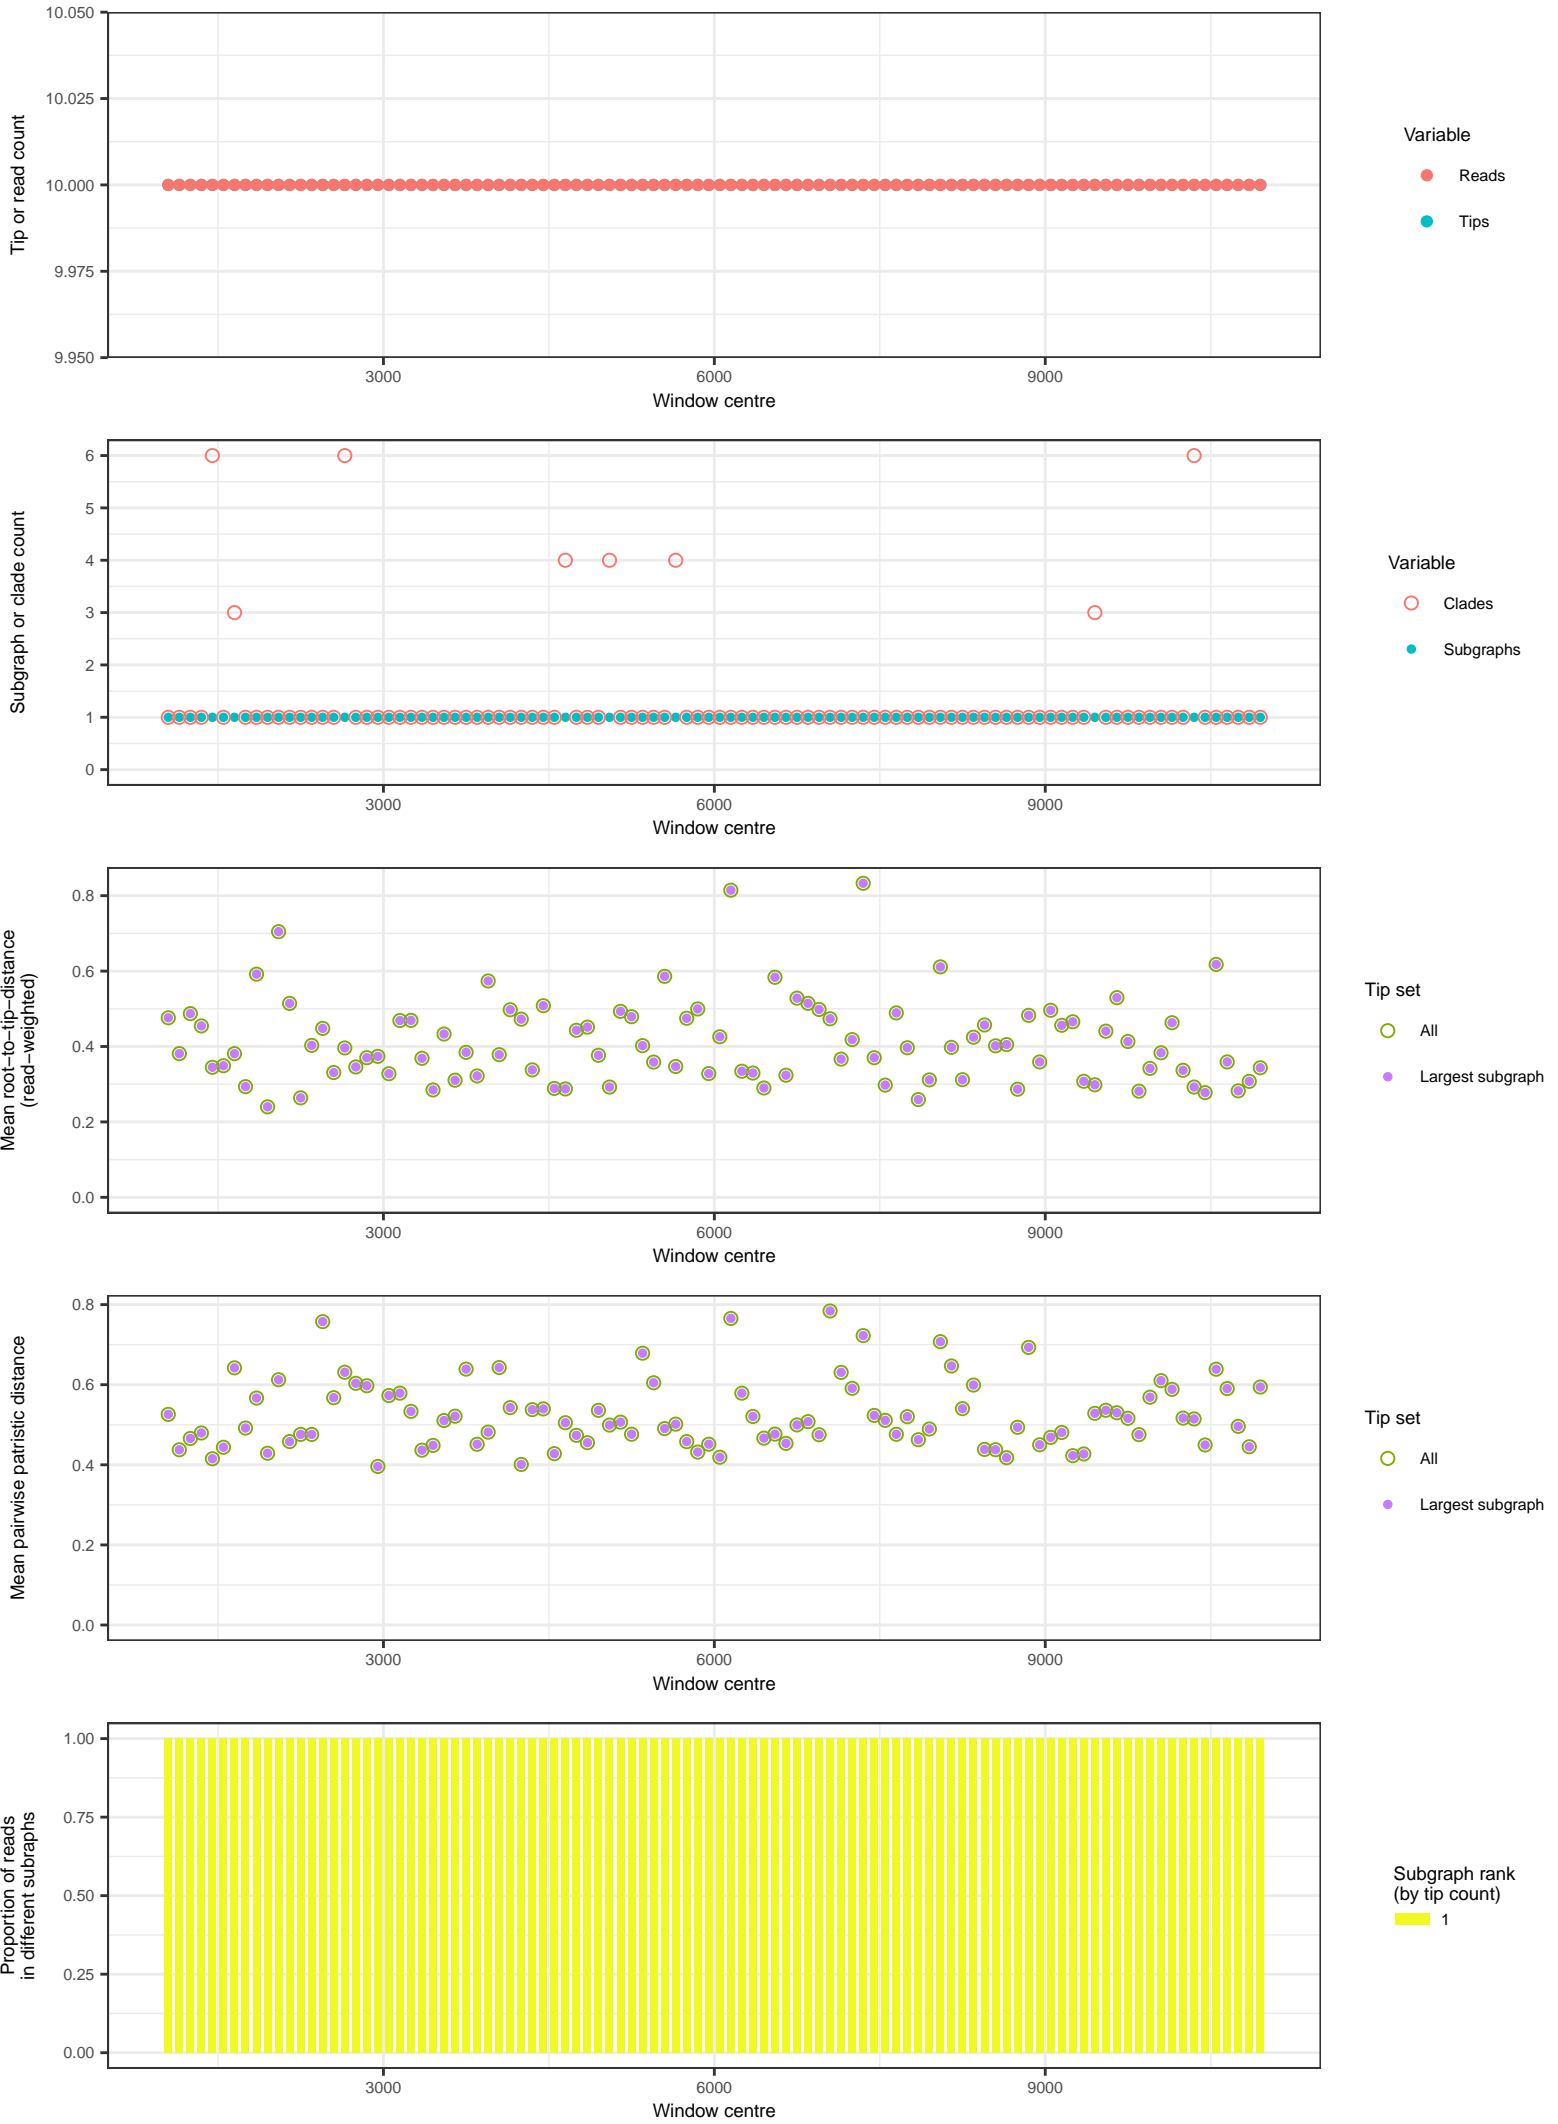 10.050
10.025
10.000
9.975
9.950
Tip or read count
3000 6000 9000
Window centre
Variable
Reads
Tips
6
5
4
3
2
1
0
Subgraph or clade count
3000 6000 9000
Window centre
Variable
Clades
Subgraphs
0.8
0.6
0.4
0.2
0.0
Mean root−to−tip−distance
(read−weighted)
3000 6000 9000
Window centre
Tip set
All
Largest subgraph
0.8
0.6
0.4
0.2
0.0
Mean pairwise patristic distance
3000 6000 9000
Window centre
Tip set
All
Largest subgraph
1.00
0.75
0.50
0.25
0.00
Proportion of reads
in different subraphs
3000 6000 9000
Window centre
Subgraph rank
(by tip count)
1